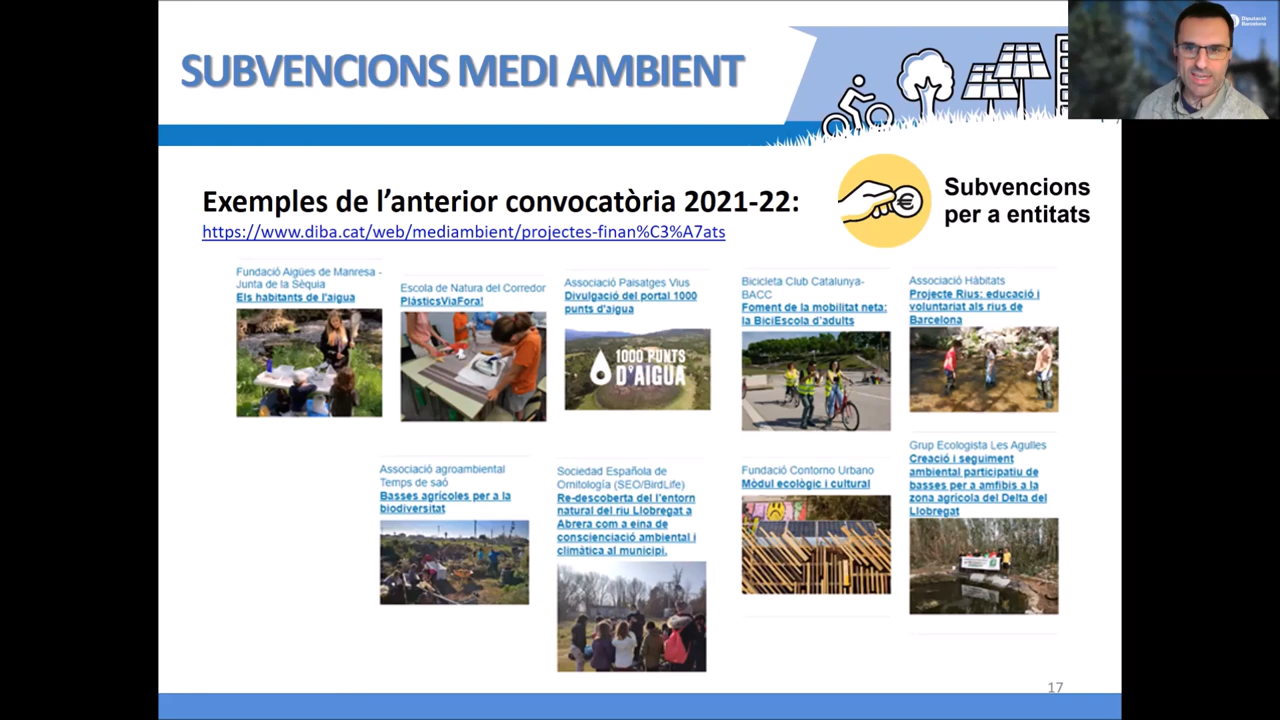 SUBVENCIONS MEDI AMBIENT
Diputació
Barcelona
Exemples de l'anterior convocatòria 2021-22:
https://www.diba.cat/web/mediambient/projectes-finan%C3%A7ats
Subvencions
per a entitats
Fundació Aigües de Manresa -
Junta de la Sèquia
Els habitants de l'aigua
Escola de Natura del Corredor
PlàsticsViaFora!
Associació Paisatges Vius
Divulgació del portal 1000
punts d'aigua
1000 PUNTS
D'AIGUA
Bicicleta Club Catalunya-
BACC
Foment de la mobilitat neta:
la BiciEscola d'adults
Associació Hàbitats
Projecte Rius: educació i
voluntariat als rius de
Barcelona
Associació agroambiental
Temps de saó
Basses agrícoles per a la
biodiversitat
Sociedad Española de
Ornitología (SEO/BirdLife)
Re-descoberta del l'entorn
natural del riu Llobregat a
Abrera com a eina de
conscienciació ambiental i
climàtica al municipi.
Fundació Contorno Urbano
Mòdul ecològic i cultural
Grup Ecologista Les Agulles
Creació i seguiment
ambiental participatiu de
basses per a amfibis a la
zona agrícola del Delta del
Llobregat
17